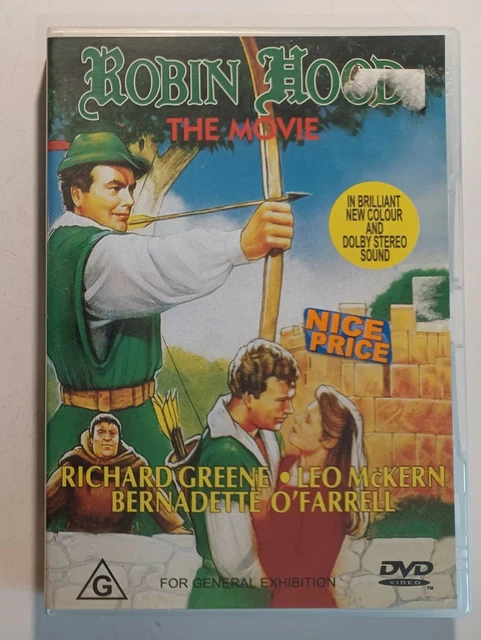 ROBIN HOOD
THE MOVIE
IN BRILLIANT
NEW COLOUR
AND
DOLBY STEREO
SOUND
NICE
PRICE
RICHARD GREENE • LEO McKERN
BERNADETTE O'FARRELL
G
FOR GENERAL EXHIBITION
DVD
VIDEO
TM